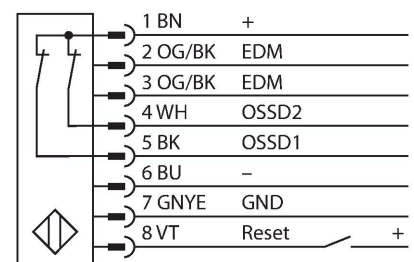 1 BN +
2 OG/BK EDM
3 OG/BK EDM
4 WH OSSD2
5 BK OSSD1
6 BU –
7 GNYE GND
8 VT Reset +